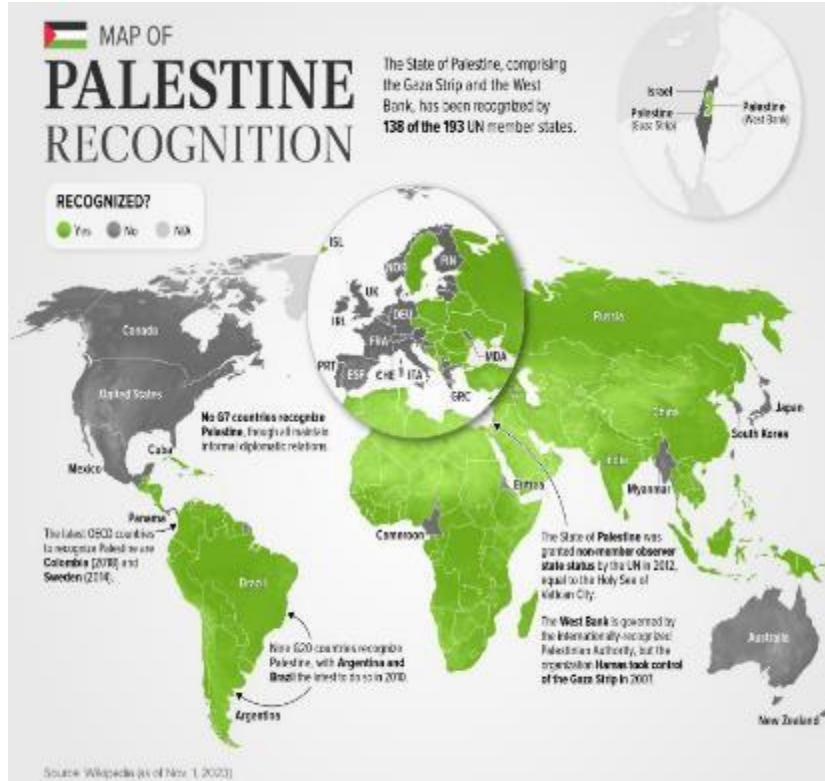 MAP OF
PALESTINE
RECOGNITION
The State of Palestine, comprising
the Gaza Strip and the West
Bank, has been recognized by
138 of the 193 UN member states.
Israel
Palestine
(Gaza Strip)
Palestine
(West Bank)
RECOGNIZED?
Yes
No
N/A
ISL
NOR
FIN
UK
IRL
DEU
FRA
PRT
ESP
CHE
ITA
MDA
GRC
Canada
United States
Russia
China
Japan
South Korea
India
Myanmar
No G7 countries recognize
Palestine, though all maintain
informal diplomatic relations.
Cuba
Mexico
Panama
Eritrea
Cameroon
The latest OECD countries
to recognize Palestine are
Colombia (2018) and
Sweden (2014).
Brazil
Nine G20 countries recognize
Palestine, with Argentina and
Brazil the latest to do so in 2010.
Argentina
The State of Palestine was
granted non-member observer
state status by the UN in 2012,
equal to the Holy See of
Vatican City.
The West Bank is governed by
the internationally-recognized
Palestinian Authority, but the
organization Hamas took control
of the Gaza Strip in 2007.
Australia
New Zealand
Source: Wikipedia (as of Nov. 1, 2023)